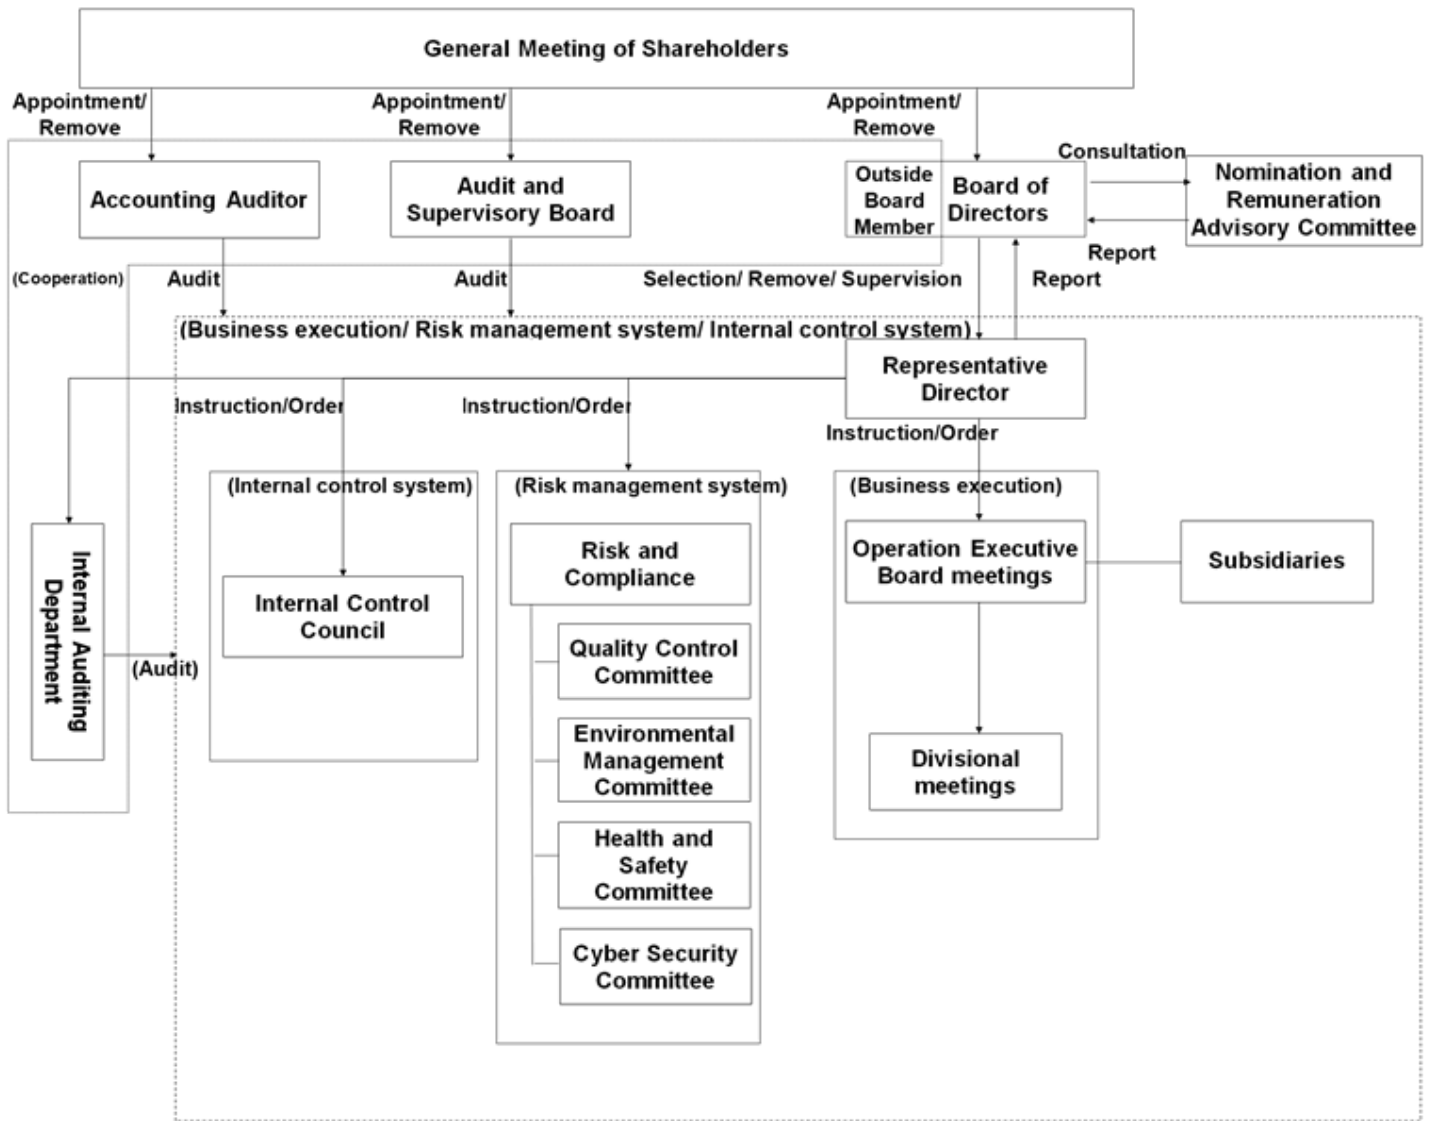 General Meeting of Shareholders
Appointment/
Remove
Appointment/
Remove
Appointment/
Remove
Consultation
Accounting Auditor
Audit and
Supervisory Board
Outside
Board
Member
Board of
Directors
Nomination and
Remuneration
Advisory Committee
Report
(Cooperation)
Audit
Audit
Selection/ Remove/ Supervision
Report
(Business execution/ Risk management system/ Internal control system)
Representative
Director
Instruction/Order
Instruction/Order
Instruction/Order
(Internal control system)
(Risk management system)
(Business execution)
Internal Auditing
Department
(Audit)
Internal Control
Council
Risk and
Compliance
Quality Control
Committee
Environmental
Management
Committee
Health and
Safety
Committee
Cyber Security
Committee
Operation Executive
Board meetings
Subsidiaries
Divisional
meetings